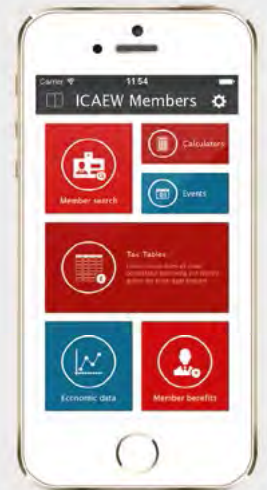 Carrier 11:54
ICAEW Members
Member search
Calculators
Events
Tax Tables
Economic data
Member benefits